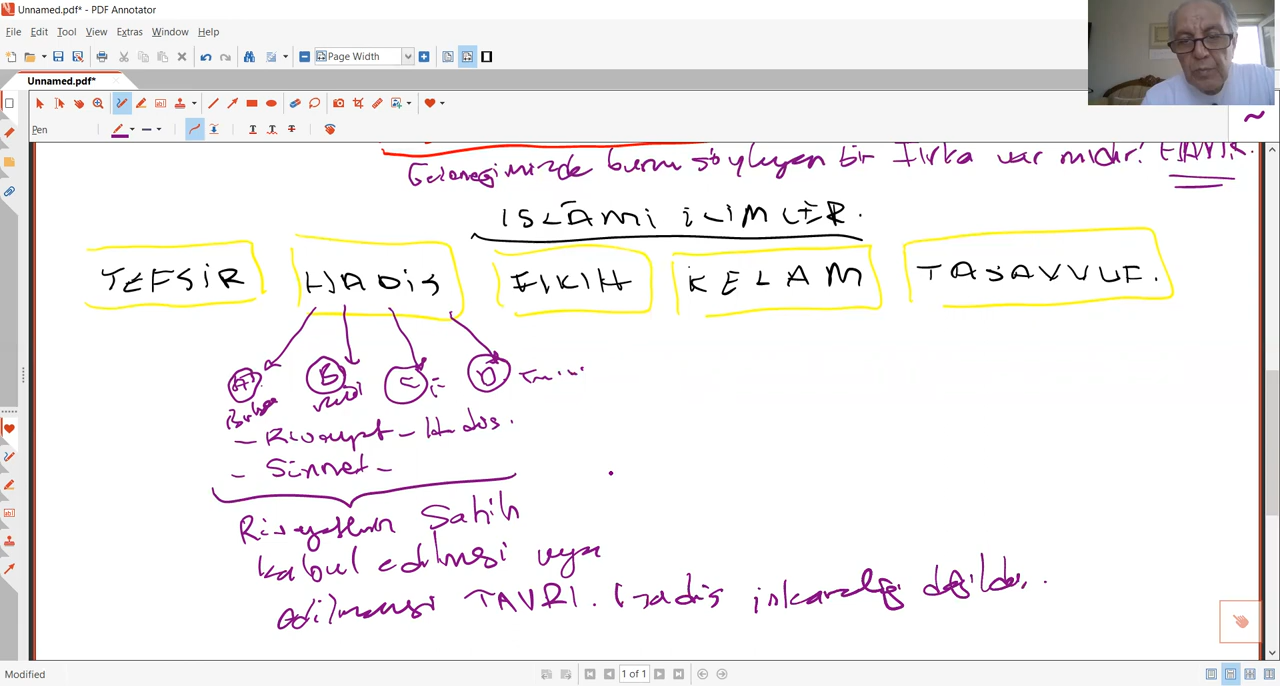 Unnamed.pdf* - PDF Annotator
File Edit Tool View Extras Window Help
Page Width
Unnamed.pdf*
Pen
Geleneğimizde bunu söyleyen bir Fırka var mıdır?
İSLÂMİ İLİMLER.
TEFSİR HADİS FIKIH KELAM TASAVVUF.
A B C D
- Rivayet - Hadis.
- Sünnet -
Rivayetlerin Sahih
kabul edilmesi veya
edilmemesi TAVRI. Hadis inkarcılığı değildir.
Modified
1 of 1